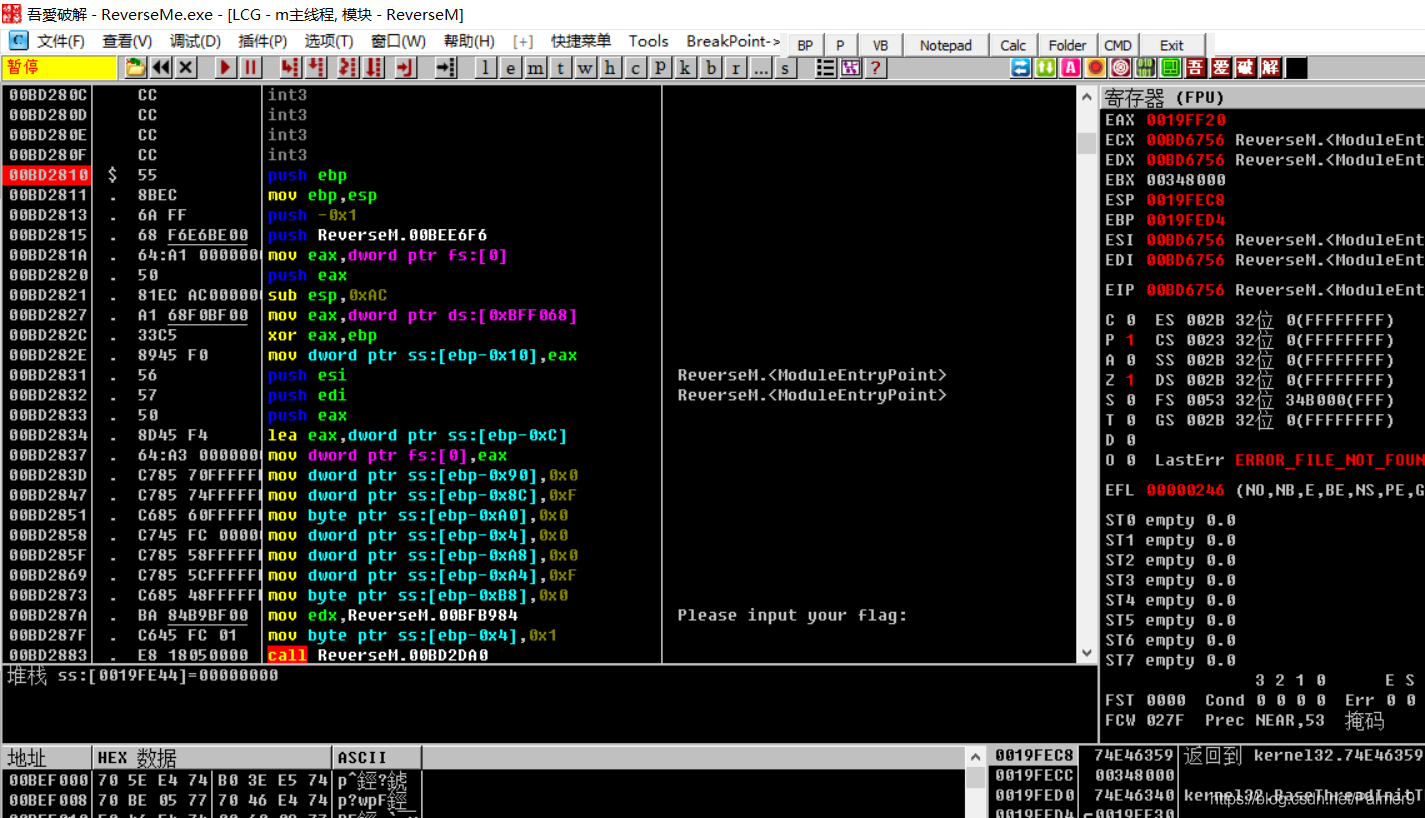 吾愛破解 - ReverseMe.exe - [LCG - m主线程, 模块 - ReverseM]
C 文件(F) 查看(V) 调试(D) 插件(P) 选项(T) 窗口(W) 帮助(H) [+] 快捷菜单 Tools BreakPoint-> BP P VB Notepad Calc Folder CMD Exit
暂停 l e m t w h c p k b r ... s ? A 吾 爱 破 解
00BD280C CC int3
00BD280D CC int3
00BD280E CC int3
00BD280F CC int3
00BD2810 $ 55 push ebp
00BD2811 . 8BEC mov ebp,esp
00BD2813 . 6A FF push -0x1
00BD2815 . 68 F6E6BE00 push ReverseM.00BEE6F6
00BD281A . 64:A1 0000000 mov eax,dword ptr fs:[0]
00BD2820 . 50 push eax
00BD2821 . 81EC AC00000 sub esp,0xAC
00BD2827 . A1 68F0BF00 mov eax,dword ptr ds:[0xBFF068]
00BD282C . 33C5 xor eax,ebp
00BD282E . 8945 F0 mov dword ptr ss:[ebp-0x10],eax
00BD2831 . 56 push esi ReverseM.<ModuleEntryPoint>
00BD2832 . 57 push edi ReverseM.<ModuleEntryPoint>
00BD2833 . 50 push eax
00BD2834 . 8D45 F4 lea eax,dword ptr ss:[ebp-0xC]
00BD2837 . 64:A3 0000000 mov dword ptr fs:[0],eax
00BD283D . C785 70FFFFF mov dword ptr ss:[ebp-0x90],0x0
00BD2847 . C785 74FFFFF mov dword ptr ss:[ebp-0x8C],0xF
00BD2851 . C685 60FFFFF mov byte ptr ss:[ebp-0xA0],0x0
00BD2858 . C745 FC 0000 mov dword ptr ss:[ebp-0x4],0x0
00BD285F . C785 58FFFFF mov dword ptr ss:[ebp-0xA8],0x0
00BD2869 . C785 5CFFFFF mov dword ptr ss:[ebp-0xA4],0xF
00BD2873 . C685 48FFFFF mov byte ptr ss:[ebp-0xB8],0x0
00BD287A . BA 84B9BF00 mov edx,ReverseM.00BFB984 Please input your flag:
00BD287F . C645 FC 01 mov byte ptr ss:[ebp-0x4],0x1
00BD2883 . E8 18050000 call ReverseM.00BD2DA0
堆栈 ss:[0019FE44]=00000000
寄存器 (FPU)
EAX 0019FF20
ECX 00BD6756 ReverseM.<ModuleEnt
EDX 00BD6756 ReverseM.<ModuleEnt
EBX 00348000
ESP 0019FEC8
EBP 0019FED4
ESI 00BD6756 ReverseM.<ModuleEnt
EDI 00BD6756 ReverseM.<ModuleEnt
EIP 00BD6756 ReverseM.<ModuleEnt
C 0 ES 002B 32位 0(FFFFFFFF)
P 1 CS 0023 32位 0(FFFFFFFF)
A 0 SS 002B 32位 0(FFFFFFFF)
Z 1 DS 002B 32位 0(FFFFFFFF)
S 0 FS 0053 32位 34B000(FFF)
T 0 GS 002B 32位 0(FFFFFFFF)
D 0
O 0 LastErr ERROR_FILE_NOT_FOUN
EFL 00000246 (NO,NB,E,BE,NS,PE,G
ST0 empty 0.0
ST1 empty 0.0
ST2 empty 0.0
ST3 empty 0.0
ST4 empty 0.0
ST5 empty 0.0
ST6 empty 0.0
ST7 empty 0.0
3 2 1 0 E S
FST 0000 Cond 0 0 0 0 Err 0 0
FCW 027F Prec NEAR,53 掩码
地址 HEX 数据 ASCII
00BEF000 70 5E E4 74 B0 3E E5 74
00BEF008 70 BE 05 77 70 46 E4 74
0019FEC8 74E46359 返回到 kernel32.74E46359
0019FECC 00348000
0019FED0 74E46340 kernel32.BaseThreadInitT
0019FED4 0019FF30
https://blog.csdn.net/Palmer9